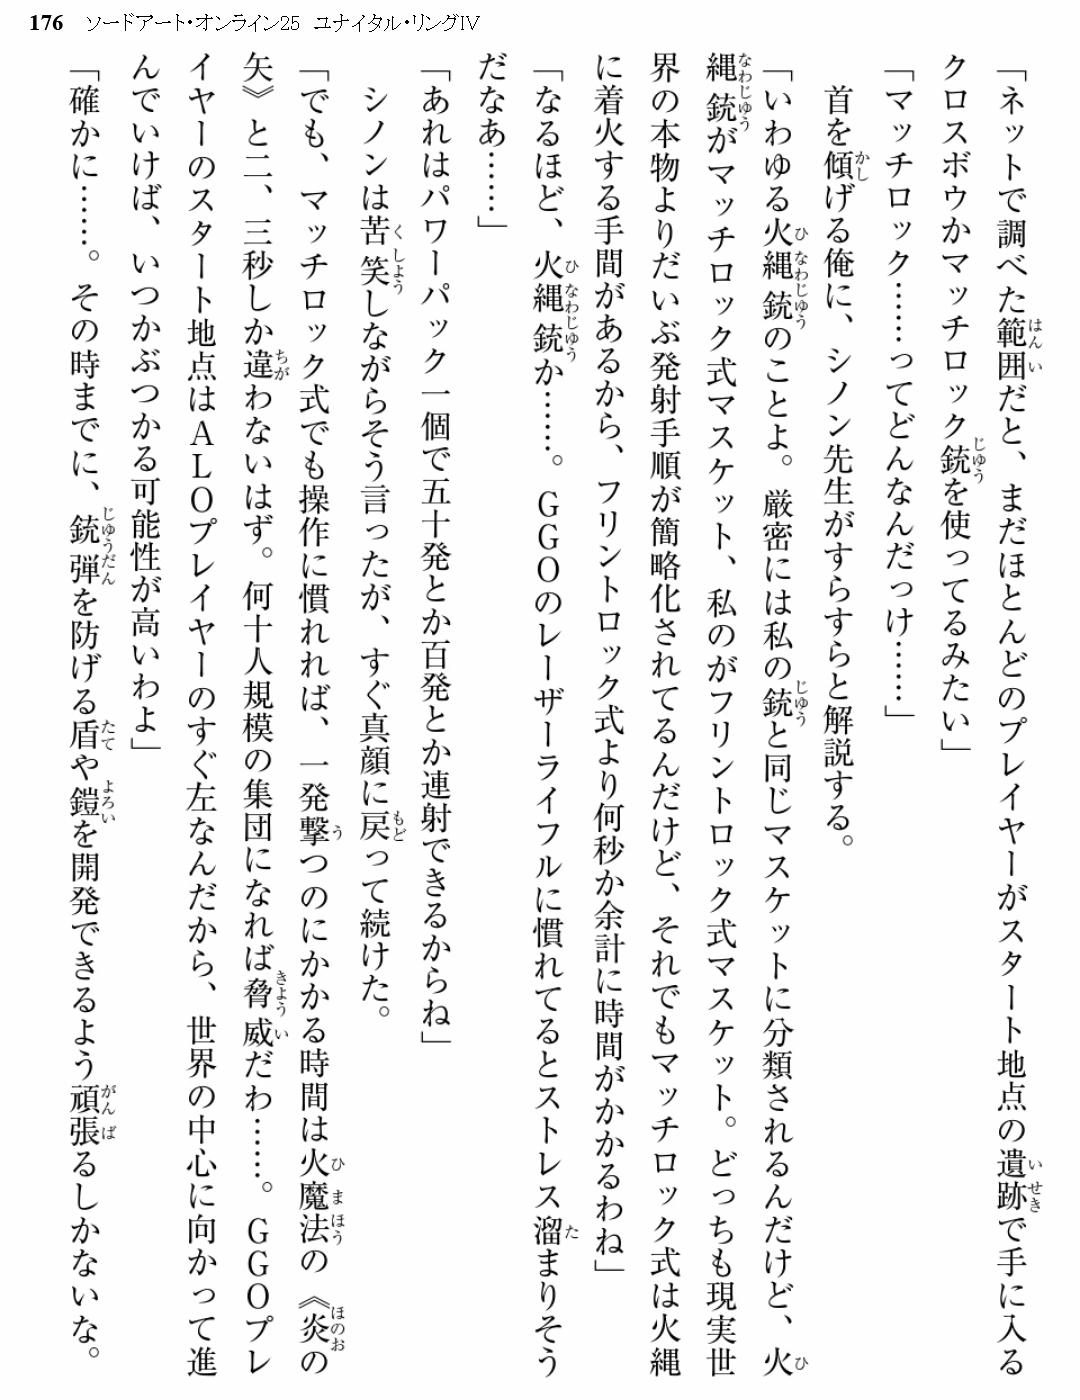 176 ソードアート・オンライン25 ユナイタル・リングⅣ
「ネットで調べた範囲だと、まだほとんどのプレイヤーがスタート地点の遺跡で手に入る
クロスボウかマッチロック銃を使ってるみたい」
「マッチロック……ってどんなんだっけ……」
首を傾げる俺に、シノン先生がすらすらと解説する。
「いわゆる火縄銃のことよ。厳密には私の銃と同じマスケットに分類されるんだけど、火
縄銃がマッチロック式マスケット、私のがフリントロック式マスケット。どっちも現実世
界の本物よりだいぶ発射手順が簡略化されてるんだけど、それでもマッチロック式は火縄
に着火する手間があるから、フリントロック式より何秒か余計に時間がかかるわね」
「なるほど、火縄銃か……。GGOのレーザーライフルに慣れてるとストレス溜まりそう
だなあ……」
「あれはパワーパック一個で五十発とか百発とか連射できるからね」
シノンは苦笑しながらそう言ったが、すぐ真顔に戻って続けた。
「でも、マッチロック式でも操作に慣れれば、一発撃つのにかかる時間は火魔法の《炎の
矢》と二、三秒しか違わないはず。何十人規模の集団になれば脅威だわ……。GGOプレ
イヤーのスタート地点はALOプレイヤーのすぐ左なんだから、世界の中心に向かって進
んでいけば、いつかぶつかる可能性が高いわよ」
「確かに……。その時までに、銃弾を防げる盾や鎧を開発できるよう頑張るしかないな。